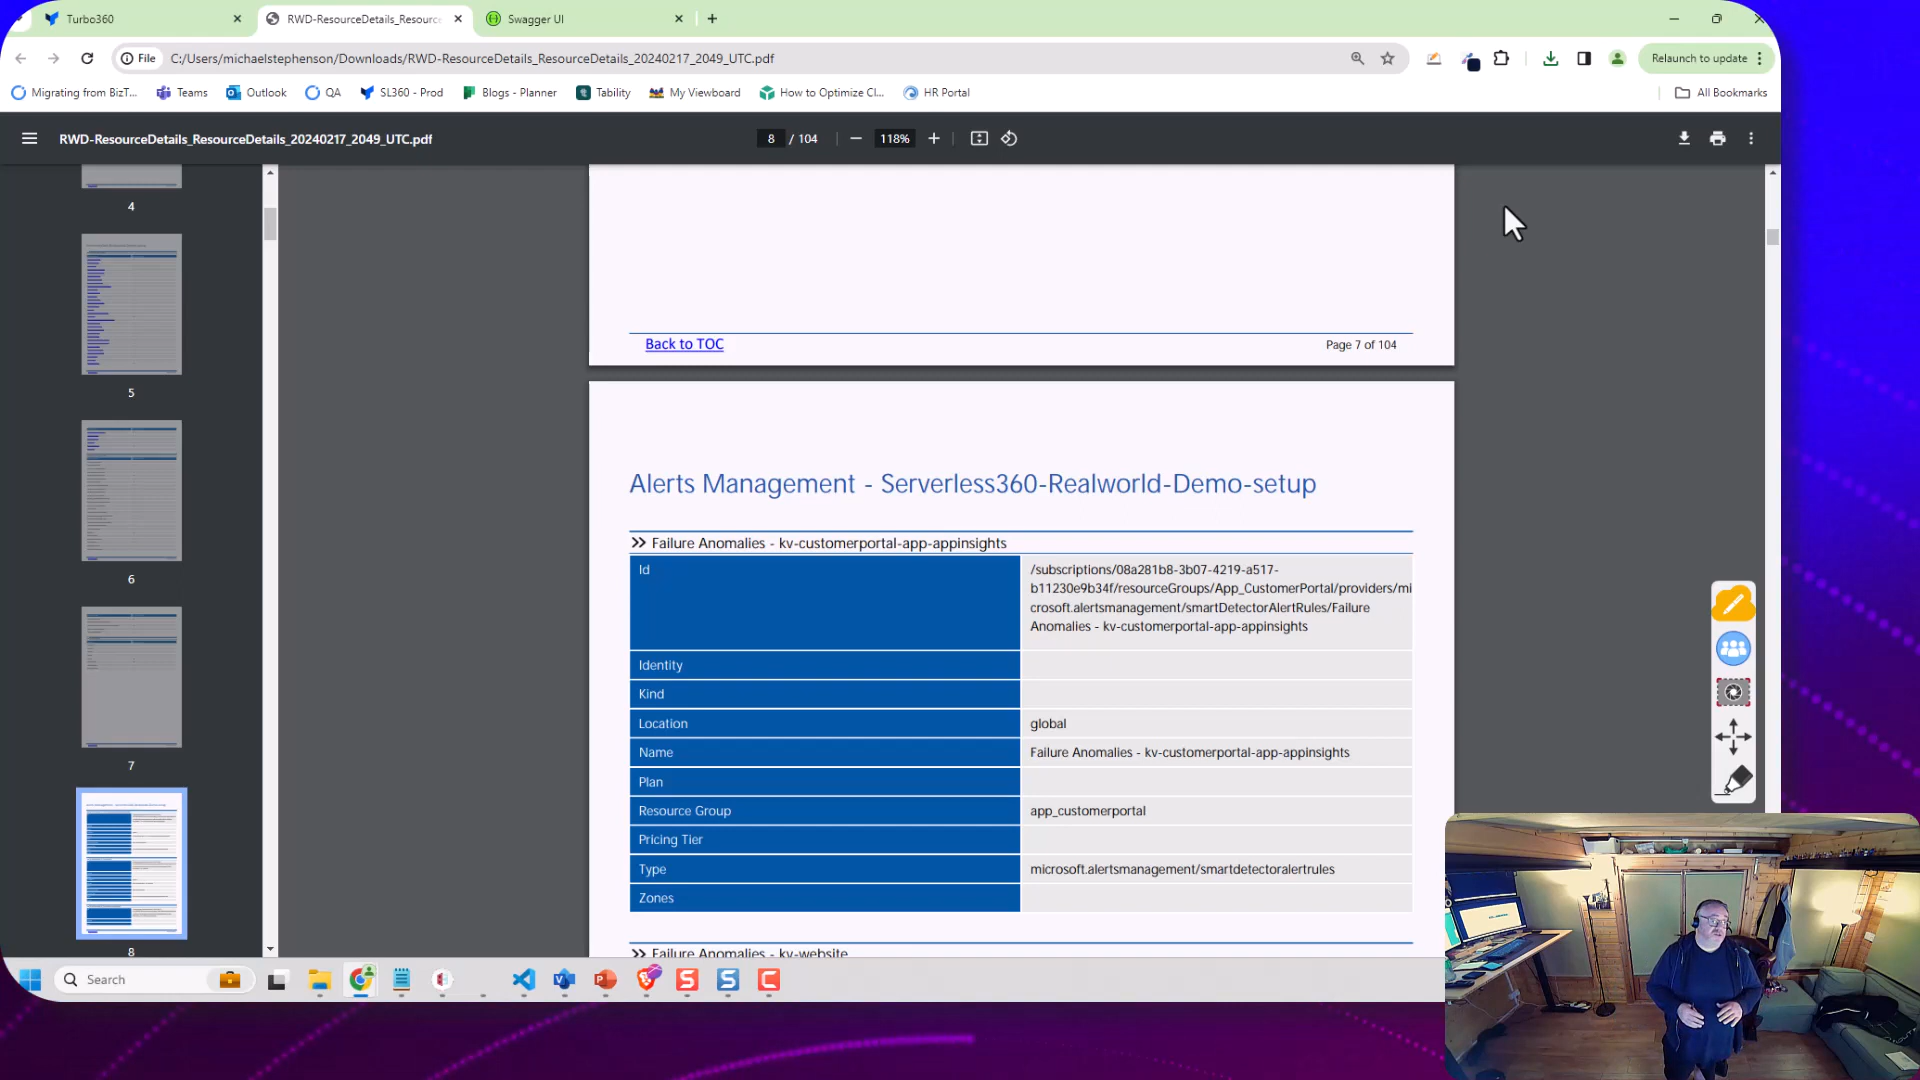 Turbo360
RWD-ResourceDetails_Resource
Swagger UI
File
C:/Users/michaelstephenson/Downloads/RWD-ResourceDetails_ResourceDetails_20240217_2049_UTC.pdf
Relaunch to update
Migrating from BizT...
Teams
Outlook
QA
SL360 - Prod
Blogs - Planner
Tability
My Viewboard
How to Optimize Cl...
HR Portal
All Bookmarks
RWD-ResourceDetails_ResourceDetails_20240217_2049_UTC.pdf
8 / 104
118%
4
5
6
7
8
Back to TOC
Page 7 of 104
Alerts Management - Serverless360-Realworld-Demo-setup
Failure Anomalies - kv-customerportal-app-appinsights
Id
/subscriptions/08a281b8-3b07-4219-a517-
b11230e9b34f/resourceGroups/App_CustomerPortal/providers/mi
crosoft.alertsmanagement/smartDetectorAlertRules/Failure
Anomalies - kv-customerportal-app-appinsights
Identity
Kind
Location
global
Name
Failure Anomalies - kv-customerportal-app-appinsights
Plan
Resource Group
app_customerportal
Pricing Tier
Type
microsoft.alertsmanagement/smartdetectoralertrules
Zones
Failure Anomalies - kv-website
Search